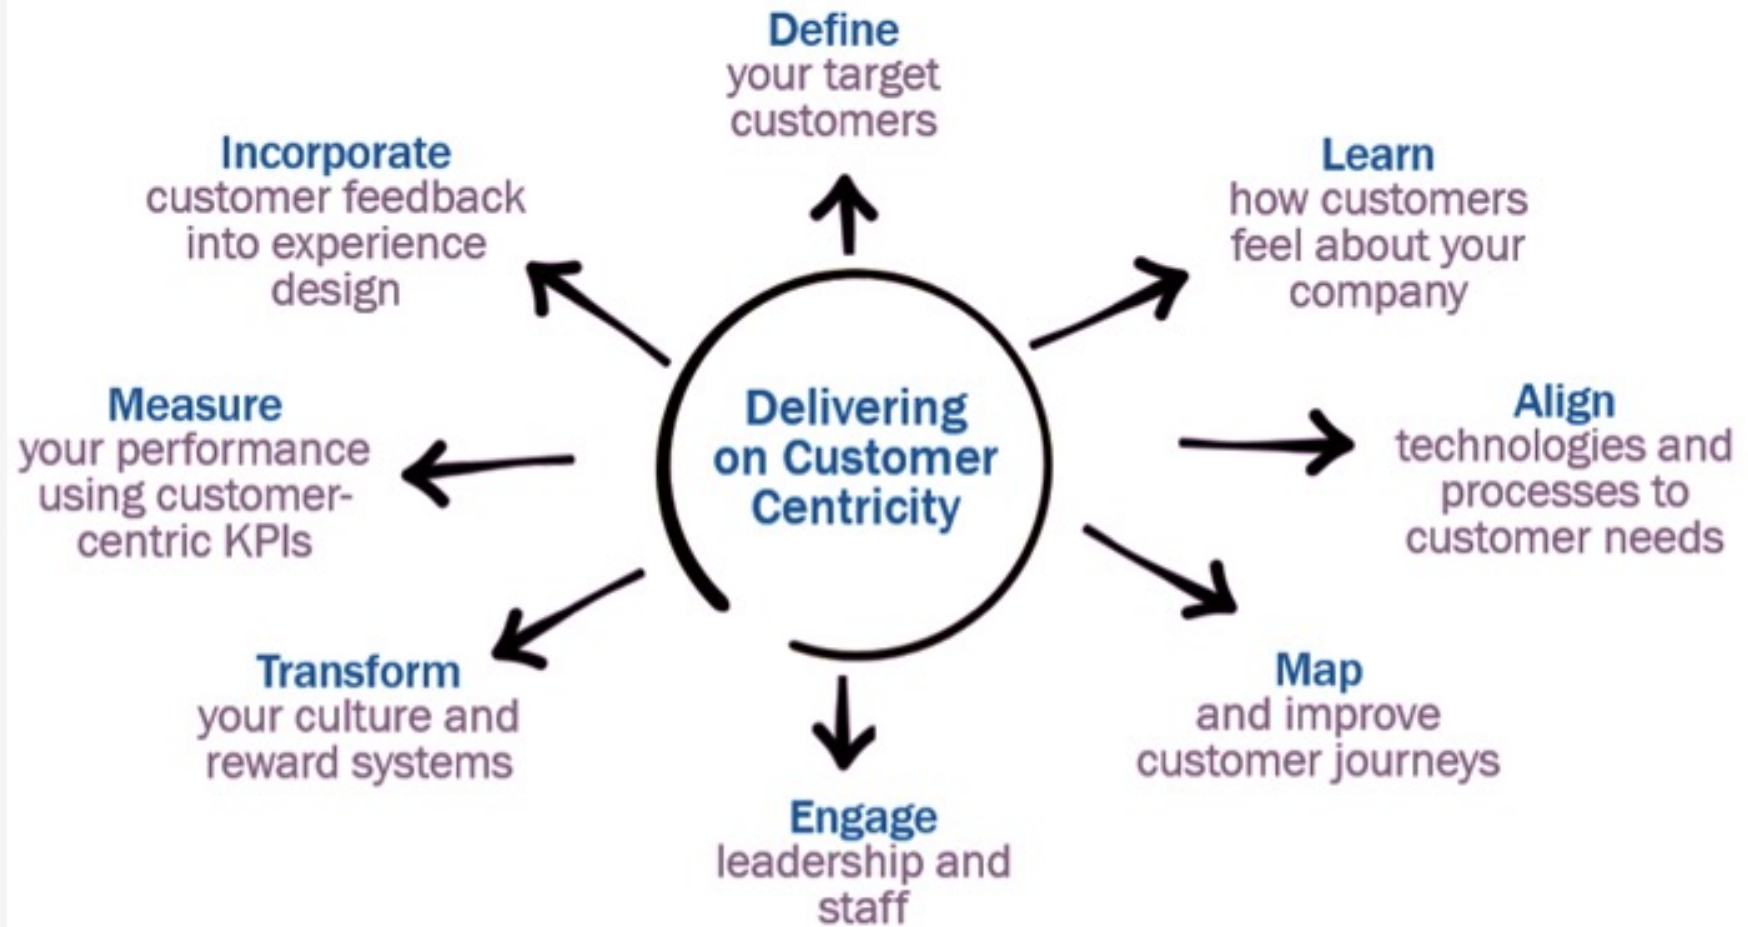 Define
your target
customers
Learn
how customers
feel about your
company
Align
technologies and
processes to
customer needs
Map
and improve
customer journeys
Engage
leadership and
staff
Transform
your culture and
reward systems
Measure
your performance
using customer-
centric KPIs
Incorporate
customer feedback
into experience
design
Delivering
on Customer
Centricity